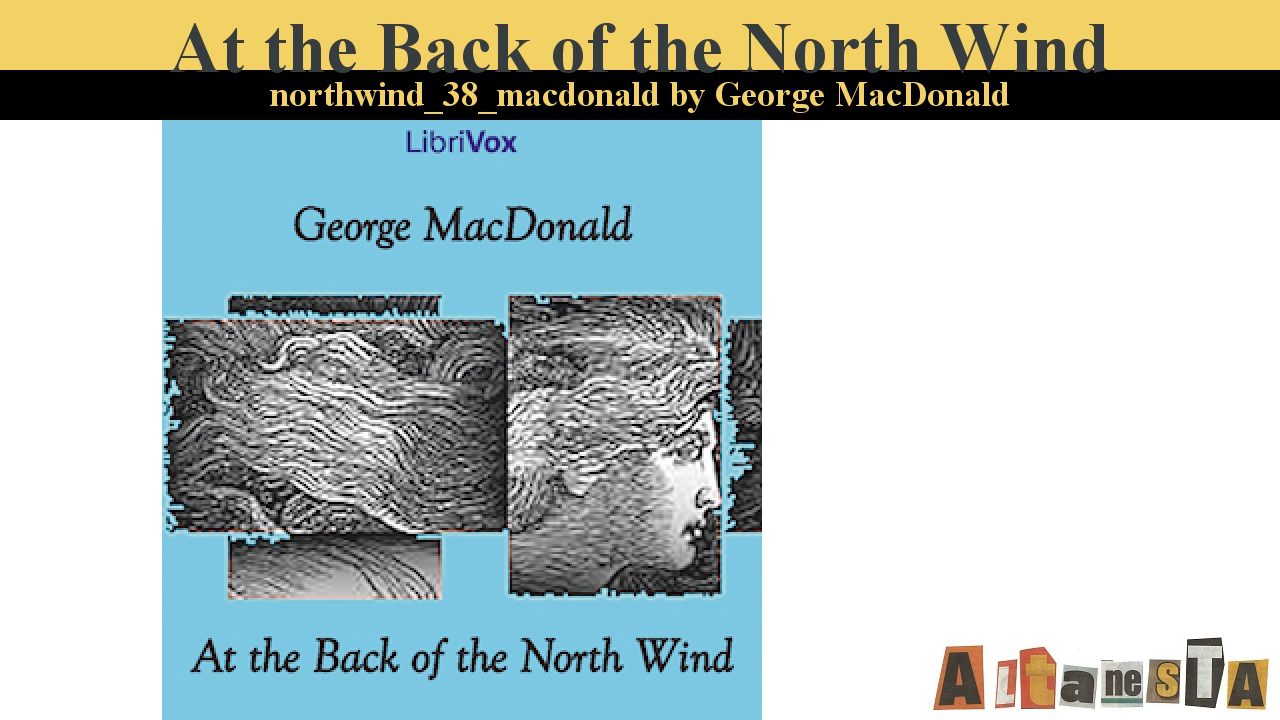 At the Back of the North Wind
northwind_38_macdonald by George MacDonald
LibriVox
George MacDonald
At the Back of the North Wind
AltanesTA